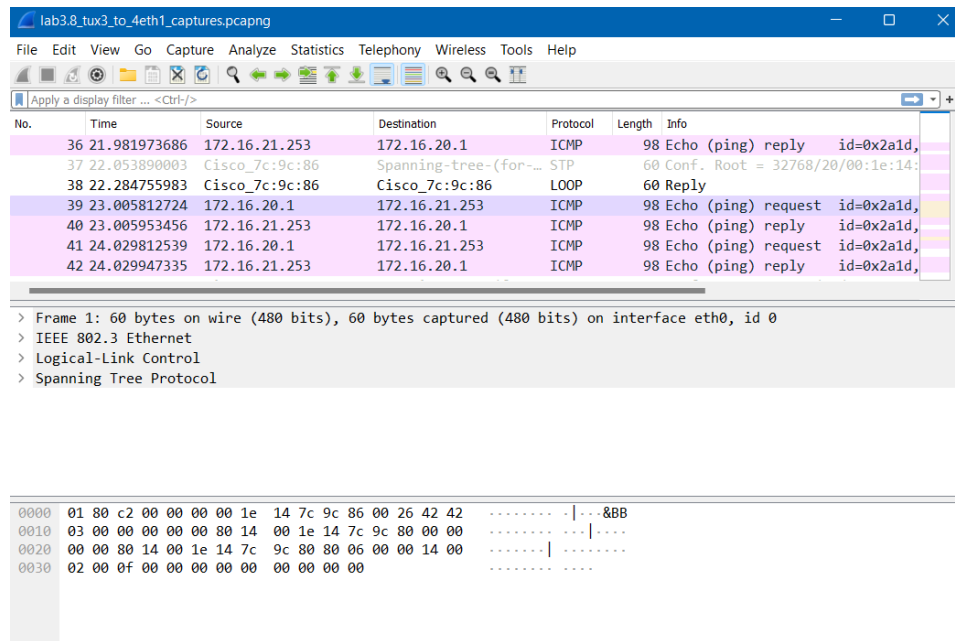 lab3.8_tux3_to_4eth1_captures.pcapng
File Edit View Go Capture Analyze Statistics Telephony Wireless Tools Help
Apply a display filter ... <Ctrl-/>
No. Time Source Destination Protocol Length Info
36 21.981973686 172.16.21.253 172.16.20.1 ICMP 98 Echo (ping) reply id=0x2a1d,
37 22.053890003 Cisco_7c:9c:86 Spanning-tree-(for-… STP 60 Conf. Root = 32768/20/00:1e:14:
38 22.284755983 Cisco_7c:9c:86 Cisco_7c:9c:86 LOOP 60 Reply
39 23.005812724 172.16.20.1 172.16.21.253 ICMP 98 Echo (ping) request id=0x2a1d,
40 23.005953456 172.16.21.253 172.16.20.1 ICMP 98 Echo (ping) reply id=0x2a1d,
41 24.029812539 172.16.20.1 172.16.21.253 ICMP 98 Echo (ping) request id=0x2a1d,
42 24.029947335 172.16.21.253 172.16.20.1 ICMP 98 Echo (ping) reply id=0x2a1d,
> Frame 1: 60 bytes on wire (480 bits), 60 bytes captured (480 bits) on interface eth0, id 0
> IEEE 802.3 Ethernet
> Logical-Link Control
> Spanning Tree Protocol
0000 01 80 c2 00 00 00 00 1e 14 7c 9c 86 00 26 42 42 ········ ·|···&BB
0010 03 00 00 00 00 00 80 14 00 1e 14 7c 9c 80 00 00 ········ ···|····
0020 00 00 80 14 00 1e 14 7c 9c 80 80 06 00 00 14 00 ·······| ········
0030 02 00 0f 00 00 00 00 00 00 00 00 00 ········ ····